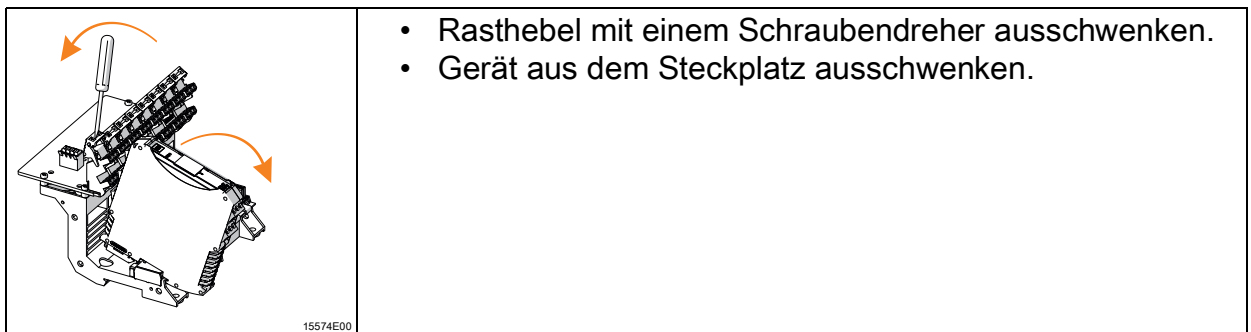 • Rasthebel mit einem Schraubendreher ausschwenken.
• Gerät aus dem Steckplatz ausschwenken.
15574E00